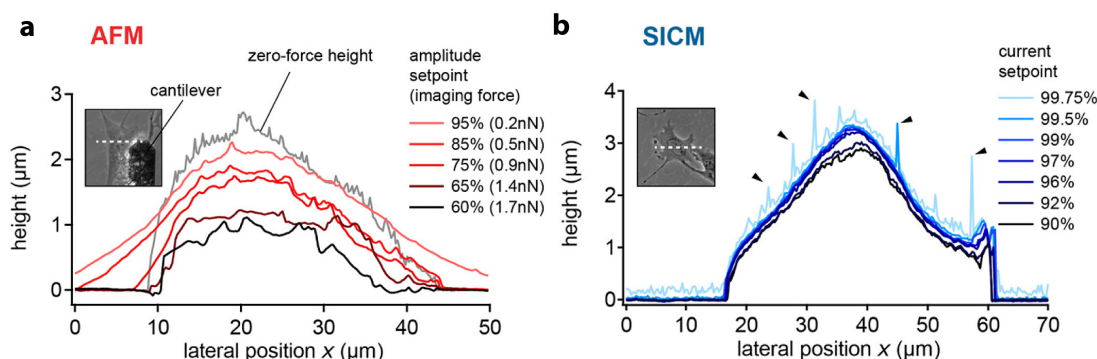 a
AFM
zero-force height
cantilever
amplitude
setpoint
(imaging force)
95% (0.2nN)
85% (0.5nN)
75% (0.9nN)
65% (1.4nN)
60% (1.7nN)
height (µm)
3
2
1
0
0 10 20 30 40 50
lateral position x (µm)
b
SICM
current
setpoint
99.75%
99.5%
99%
97%
96%
92%
90%
height (µm)
4
3
2
1
0
0 10 20 30 40 50 60 70
lateral position x (µm)